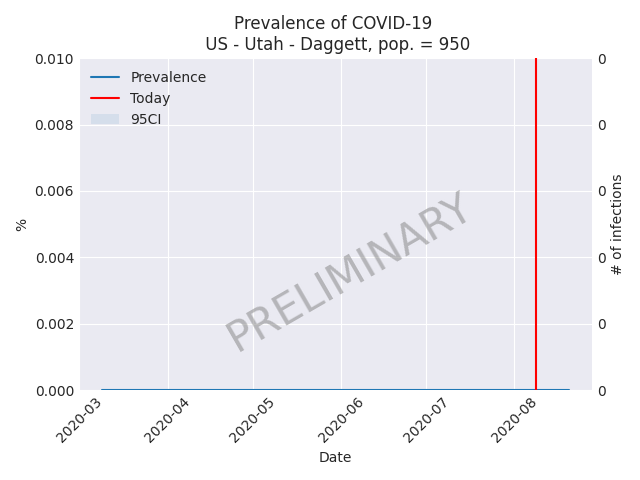 Prevalence of COVID-19
US - Utah - Daggett, pop. = 950
0.010
0.008
0.006
0.004
0.002
0.000
%
Prevalence
Today
95CI
PRELIMINARY
0
0
0
0
0
0
# of infections
2020-03
2020-04
2020-05
2020-06
2020-07
2020-08
Date